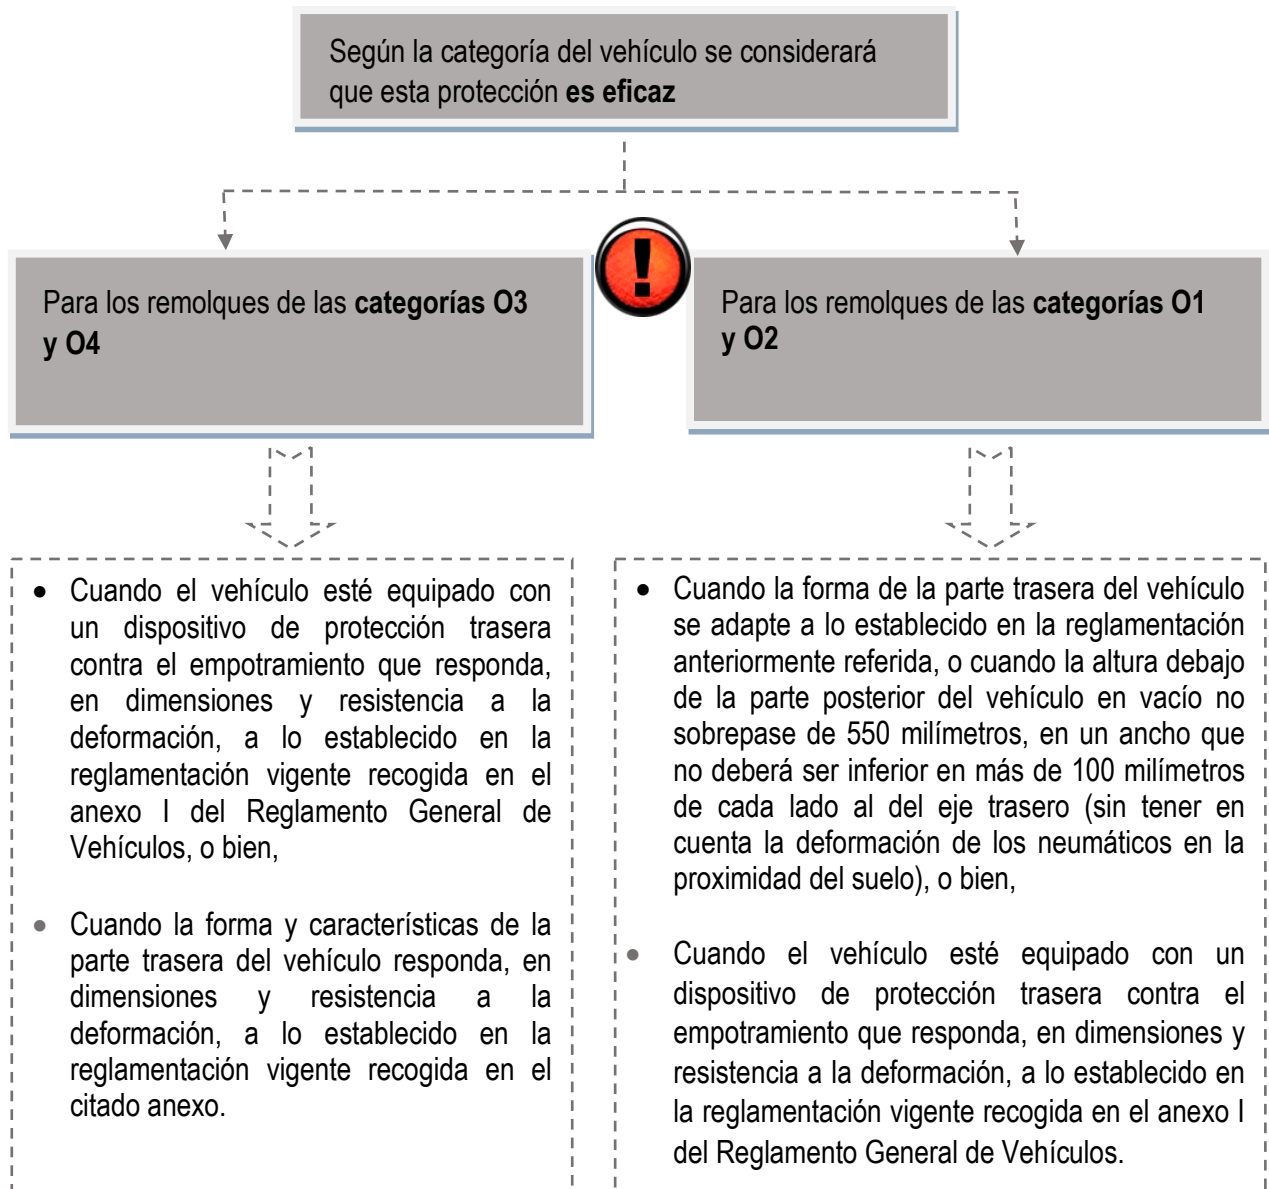 Según la categoría del vehículo se considerará
que esta protección es eficaz
!
Para los remolques de las categorías O3
y O4
Para los remolques de las categorías O1
y O2
• Cuando el vehículo esté equipado con
un dispositivo de protección trasera
contra el empotramiento que responda,
en dimensiones y resistencia a la
deformación, a lo establecido en la
reglamentación vigente recogida en el
anexo I del Reglamento General de
Vehículos, o bien,
• Cuando la forma y características de la
parte trasera del vehículo responda, en
dimensiones y resistencia a la
deformación, a lo establecido en la
reglamentación vigente recogida en el
citado anexo.
• Cuando la forma de la parte trasera del vehículo
se adapte a lo establecido en la reglamentación
anteriormente referida, o cuando la altura debajo
de la parte posterior del vehículo en vacío no
sobrepase de 550 milímetros, en un ancho que
no deberá ser inferior en más de 100 milímetros
de cada lado al del eje trasero (sin tener en
cuenta la deformación de los neumáticos en la
proximidad del suelo), o bien,
• Cuando el vehículo esté equipado con un
dispositivo de protección trasera contra el
empotramiento que responda, en dimensiones y
resistencia a la deformación, a lo establecido en
la reglamentación vigente recogida en el anexo I
del Reglamento General de Vehículos.